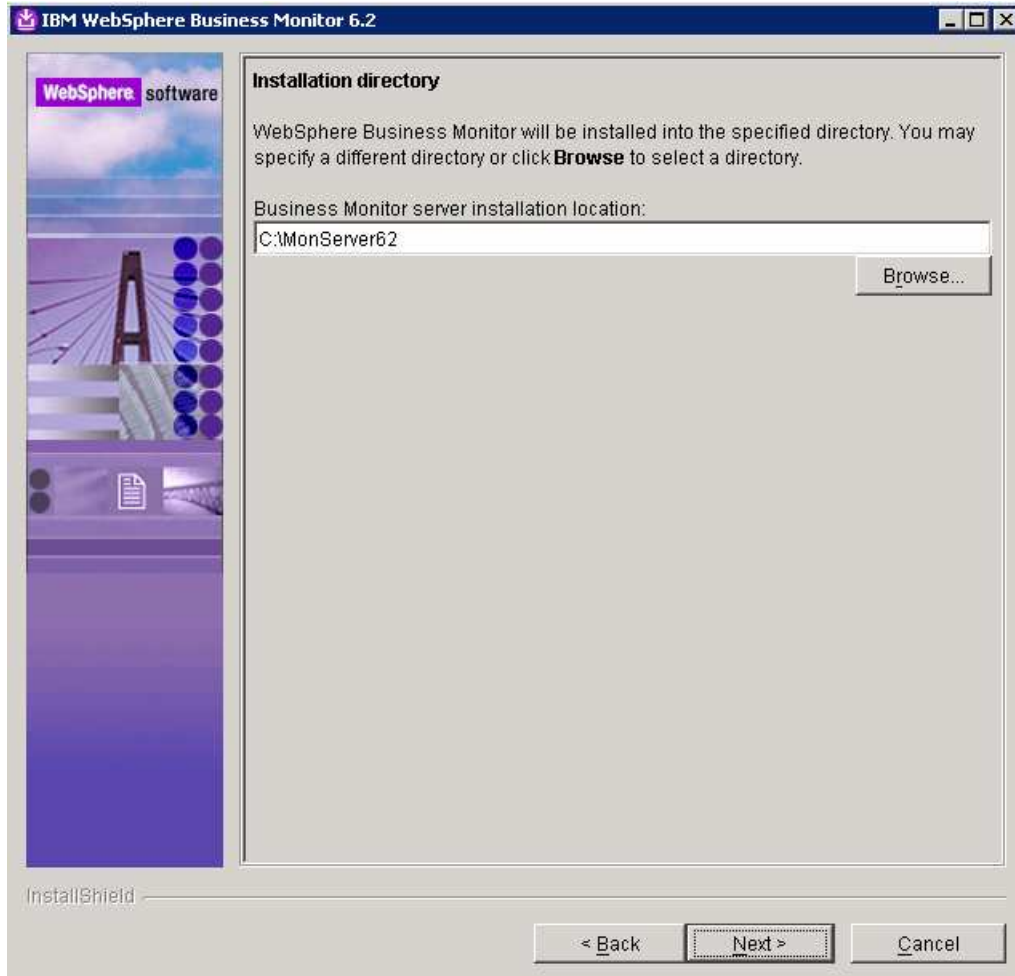 IBM WebSphere Business Monitor 6.2
WebSphere software
Installation directory
WebSphere Business Monitor will be installed into the specified directory. You may
specify a different directory or click Browse to select a directory.
Business Monitor server installation location:
C:\MonServer62
Browse...
InstallShield
< Back
Next >
Cancel